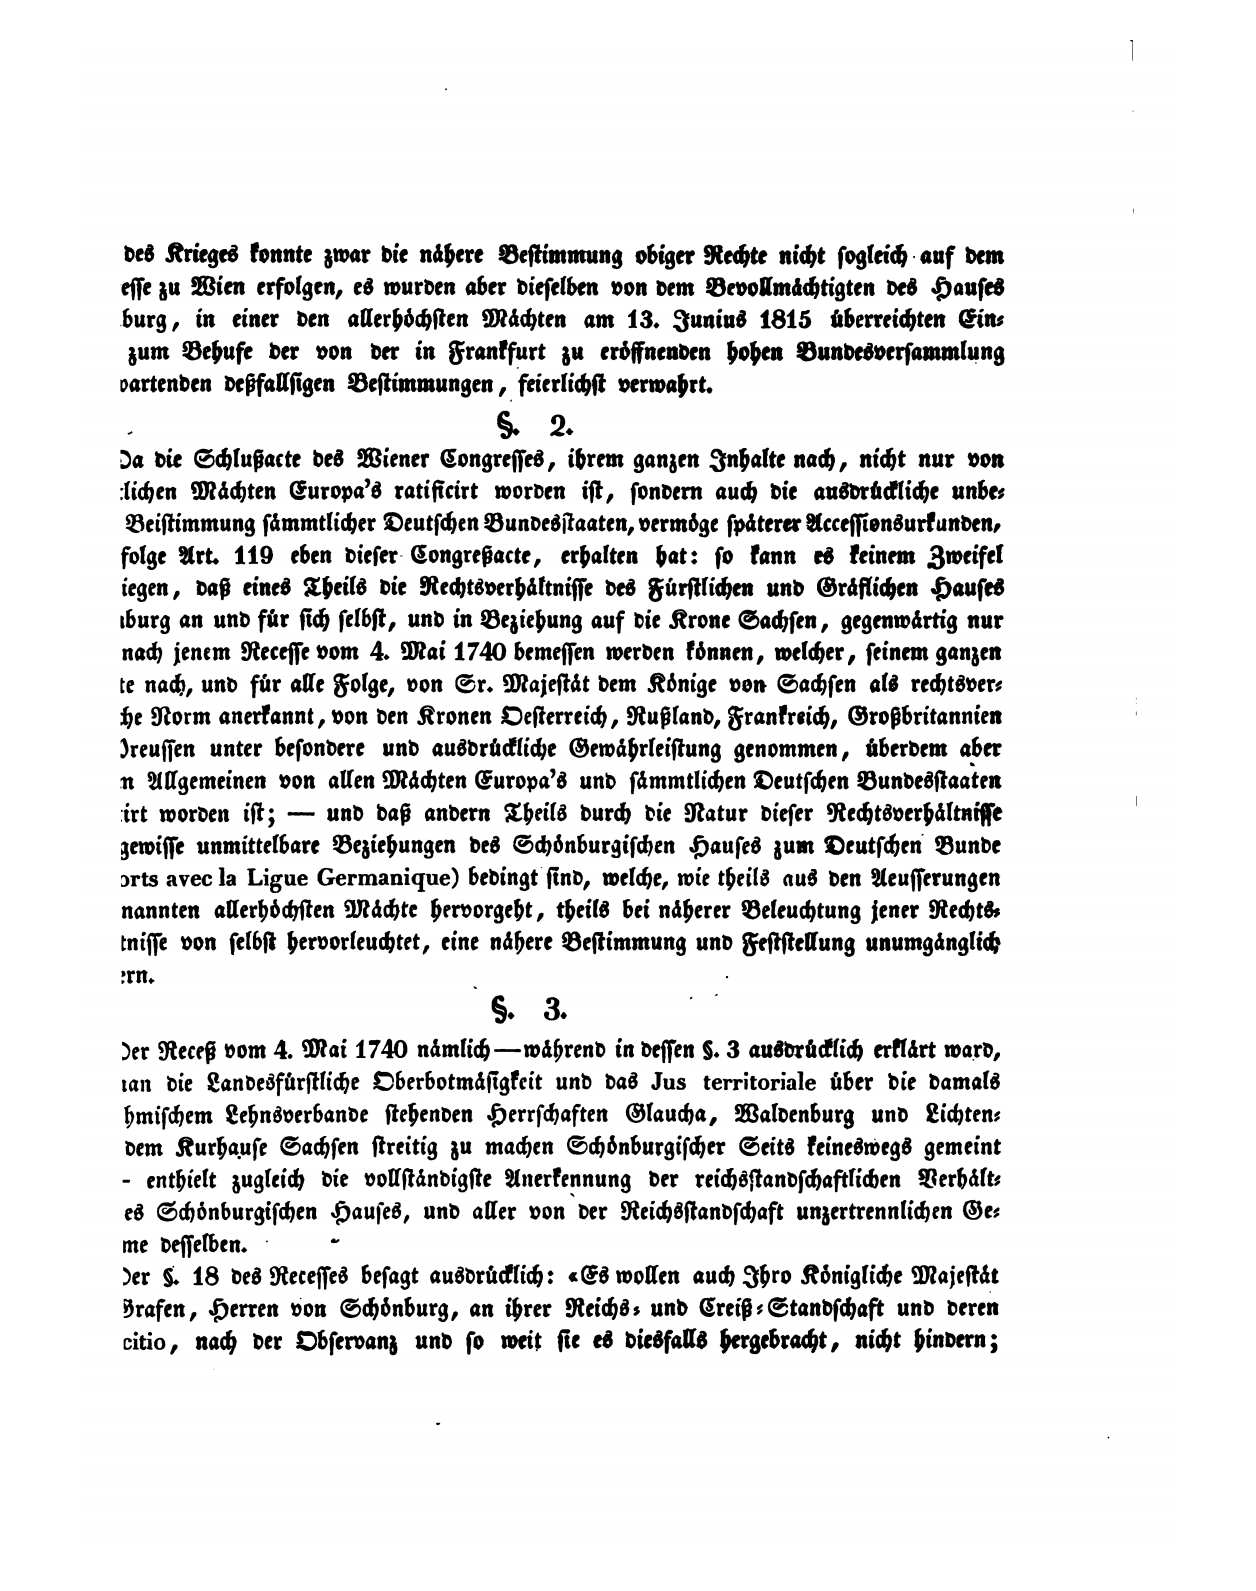 des Krieges konnte zwar die nähere Bestimmung obiger Rechte nicht sogleich auf dem
esse zu Wien erfolgen, es wurden aber dieselben von dem Bevollmächtigten des Hauses
burg, in einer den allerhöchsten Mächten am 13. Junius 1815 überreichten Ein-
zum Behufe der von der in Frankfurt zu eröffnenden hohen Bundesversammlung
artenden deßfallsigen Bestimmungen, feierlichst verwahrt.
§. 2.
Da die Schlußacte des Wiener Congresses, ihrem ganzen Inhalte nach, nicht nur von
lichen Mächten Europa's ratificirt worden ist, sondern auch die ausdrückliche unbe-
Beistimmung sämmtlicher Deutschen Bundesstaaten, vermöge späterer Accessionsurkunden,
folge Art. 119 eben dieser Congreßacte, erhalten hat: so kann es keinem Zweifel
iegen, daß eines Theils die Rechtsverhältnisse des Fürstlichen und Gräflichen Hauses
burg an und für sich selbst, und in Beziehung auf die Krone Sachsen, gegenwärtig nur
nach jenem Recesse vom 4. Mai 1740 bemessen werden können, welcher, seinem ganzen
te nach, und für alle Folge, von Sr. Majestät dem Könige von Sachsen als rechtsver-
he Norm anerkannt, von den Kronen Oesterreich, Rußland, Frankreich, Großbritannien
Preussen unter besondere und ausdrückliche Gewährleistung genommen, überdem aber
n Allgemeinen von allen Mächten Europa's und sämmtlichen Deutschen Bundesstaaten
irt worden ist; — und daß andern Theils durch die Natur dieser Rechtsverhältnisse
gewisse unmittelbare Beziehungen des Schönburgischen Hauses zum Deutschen Bunde
orts avec la Ligue Germanique) bedingt sind, welche, wie theils aus den Aeusserungen
nannten allerhöchsten Mächte hervorgeht, theils bei näherer Beleuchtung jener Rechts-
tnisse von selbst hervorleuchtet, eine nähere Bestimmung und Feststellung unumgänglich
ern.
§. 3.
Der Receß vom 4. Mai 1740 nämlich — während in dessen §. 3 ausdrücklich erklärt ward,
an die Landesfürstliche Oberbotmäsigkeit und das Jus territoriale über die damals
hmischem Lehnsverbande stehenden Herrschaften Glaucha, Waldenburg und Lichten-
dem Kurhause Sachsen streitig zu machen Schönburgischer Seits keineswegs gemeint
- enthielt zugleich die vollständigste Anerkennung der reichsstandschaftlichen Verhält-
es Schönburgischen Hauses, und aller von der Reichsstandschaft unzertrennlichen Ge-
me desselben.
Der §. 18 des Recesses besagt ausdrücklich: «Es wollen auch Ihro Königliche Majestät
Grafen, Herren von Schönburg, an ihrer Reichs- und Creiß-Standschaft und deren
citio, nach der Observanz und so weit sie es diesfalls hergebracht, nicht hindern;